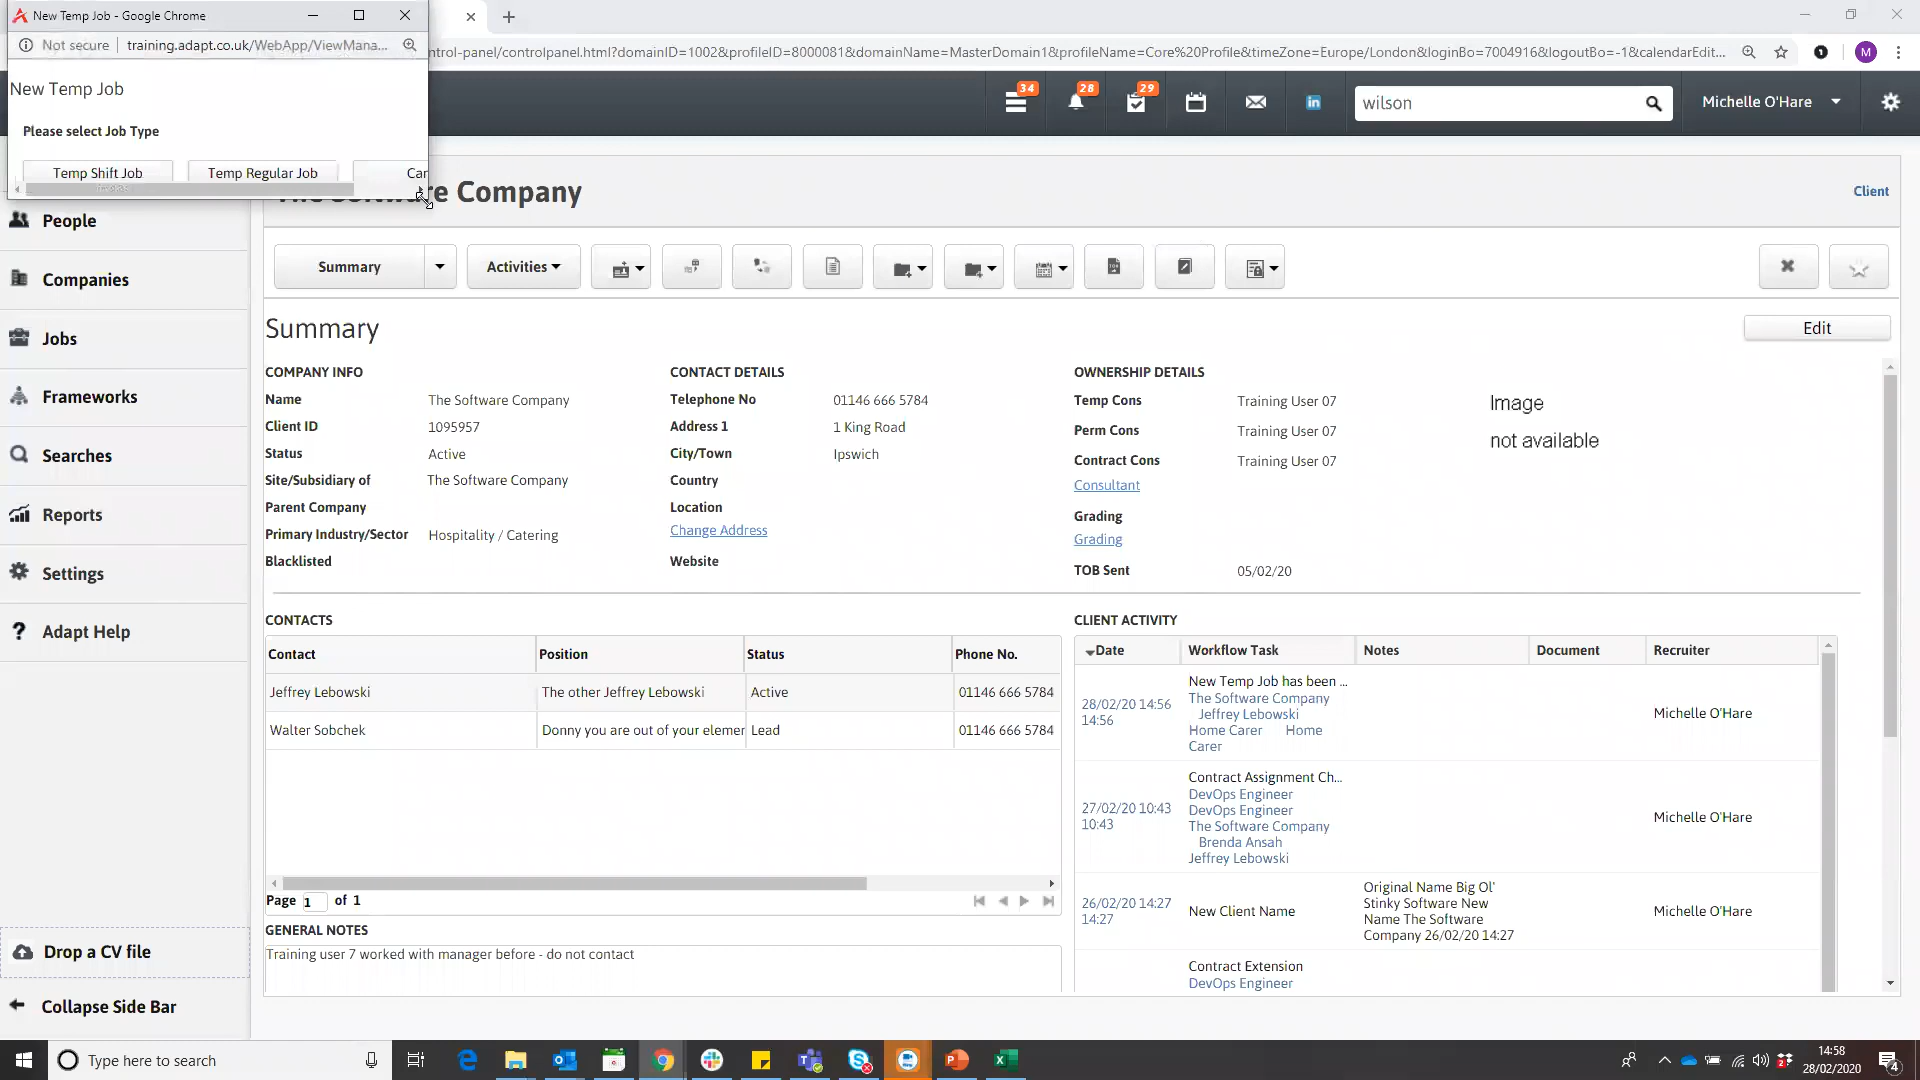 New Temp Job - Google Chrome
Not secure | training.adapt.co.uk/WebApp/ViewMana...
ntrol-panel/controlpanel.html?domainID=1002&profileID=8000081&domainName=MasterDomain1&profileName=Core%20Profile&timeZone=Europe/London&loginBo=7004916&logoutBo=-1&calendarEdit...
1
M
New Temp Job
Please select Job Type
Temp Shift Job
Temp Regular Job
Can
34
28
29
in
wilson
Michelle O'Hare
The Software Company
Client
People
Companies
Jobs
Frameworks
Searches
Reports
Settings
Adapt Help
Drop a CV file
Collapse Side Bar
Summary
Activities
Summary
Edit
COMPANY INFO
Name The Software Company
Client ID 1095957
Status Active
Site/Subsidiary of The Software Company
Parent Company
Primary Industry/Sector Hospitality / Catering
Blacklisted
CONTACT DETAILS
Telephone No 01146 666 5784
Address 1 1 King Road
City/Town Ipswich
Country
Location
Change Address
Website
OWNERSHIP DETAILS
Temp Cons Training User 07
Perm Cons Training User 07
Contract Cons Training User 07
Consultant
Grading
Grading
TOB Sent 05/02/20
Image
not available
CONTACTS
Contact Position Status Phone No.
Jeffrey Lebowski The other Jeffrey Lebowski Active 01146 666 5784
Walter Sobchek Donny you are out of your elemer Lead 01146 666 5784
Page 1 of 1
GENERAL NOTES
Training user 7 worked with manager before - do not contact
CLIENT ACTIVITY
Date Workflow Task Notes Document Recruiter
28/02/20 14:56
14:56
New Temp Job has been ...
The Software Company
Jeffrey Lebowski
Home Carer Home
Carer
Michelle O'Hare
27/02/20 10:43
10:43
Contract Assignment Ch...
DevOps Engineer
DevOps Engineer
The Software Company
Brenda Ansah
Jeffrey Lebowski
Michelle O'Hare
26/02/20 14:27
14:27
New Client Name
Original Name Big Ol'
Stinky Software New
Name The Software
Company 26/02/20 14:27
Michelle O'Hare
Contract Extension
DevOps Engineer
Type here to search
14:58
28/02/2020
4